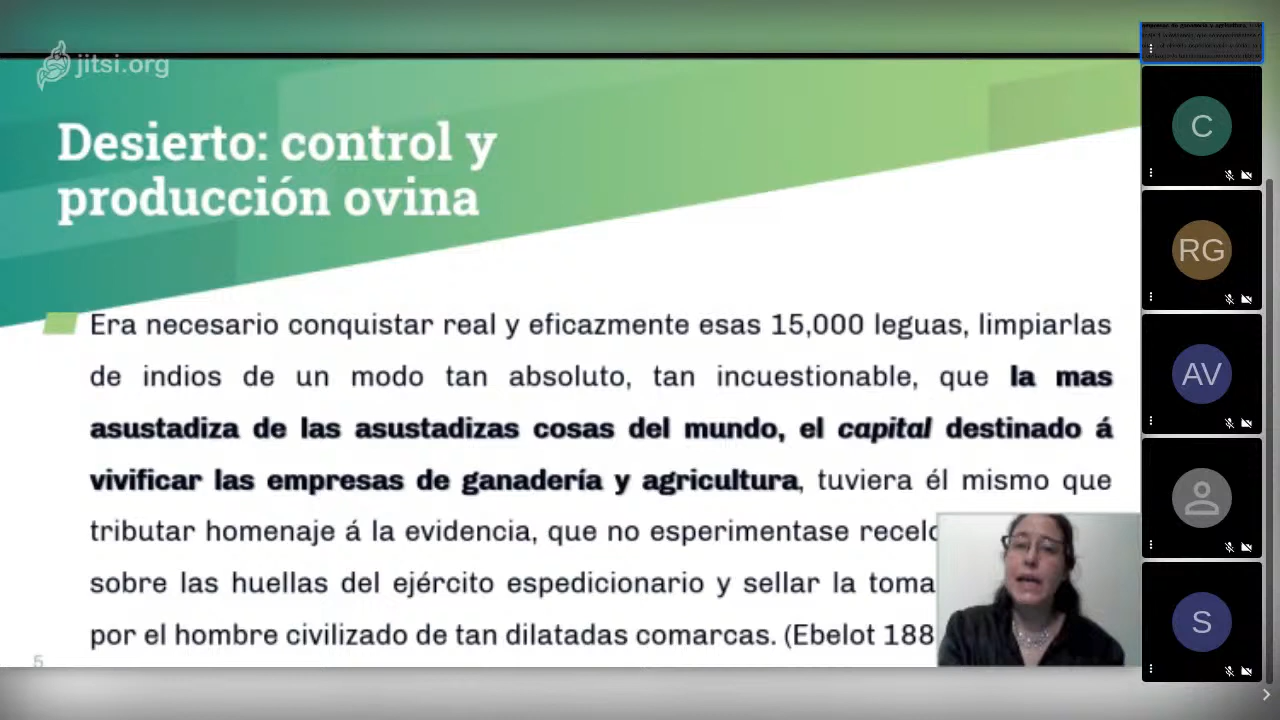 jitsi.org
Desierto: control y
producción ovina
Era necesario conquistar real y eficazmente esas 15,000 leguas, limpiarlas
de indios de un modo tan absoluto, tan incuestionable, que la mas
asustadiza de las asustadizas cosas del mundo, el capital destinado á
vivificar las empresas de ganadería y agricultura, tuviera él mismo que
tributar homenaje á la evidencia, que no esperimentase
sobre las huellas del ejército espedicionario y sellar la toma
por el hombre civilizado de tan dilatadas comarcas. (Ebelot 188
5
C
RG
AV
S